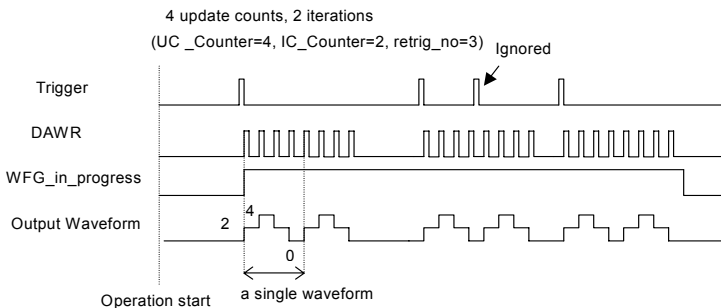 4 update counts, 2 iterations
(UC _Counter=4, IC_Counter=2, retrig_no=3)
Ignored
Trigger
DAWR
WFG_in_progress
4
Output Waveform
2
0
a single waveform
Operation start